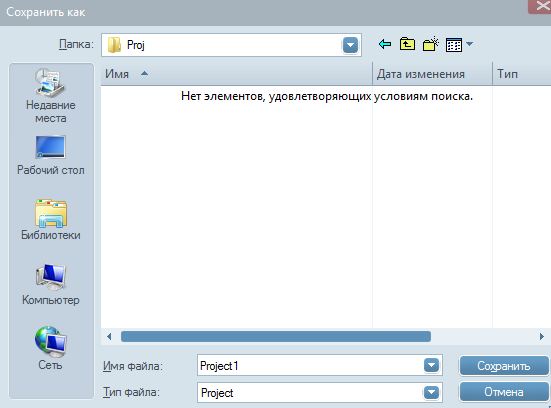 Сохранить как
Папка: Proj
Имя Дата изменения Тип
Нет элементов, удовлетворяющих условиям поиска.
Недавние
места
Рабочий стол
Библиотеки
Компьютер
Сеть
Имя файла: Project1 Сохранить
Тип файла: Project Отмена